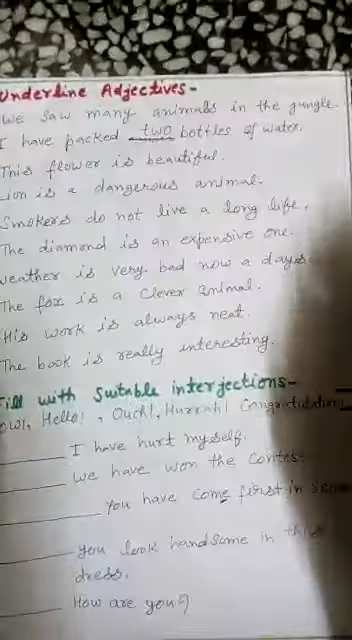 Underline Adjectives-
We saw many animals in the gungle.
I have packed two bottles of water.
This flower is beautiful.
ion is a dangerous animal.
Smokers do not live a long life.
The diamond is an expensive one.
weather is very bad now a days
The fox is a Clever animal.
His work is always neat.
The book is really interesting.
Fill with Suitable interjections-
ow!, Hello!, Ouch!, Hurrah! Congratulation
I have hurt myself.
We have won the Contes
You have come first in
you look handsome in this
dress.
How are you?